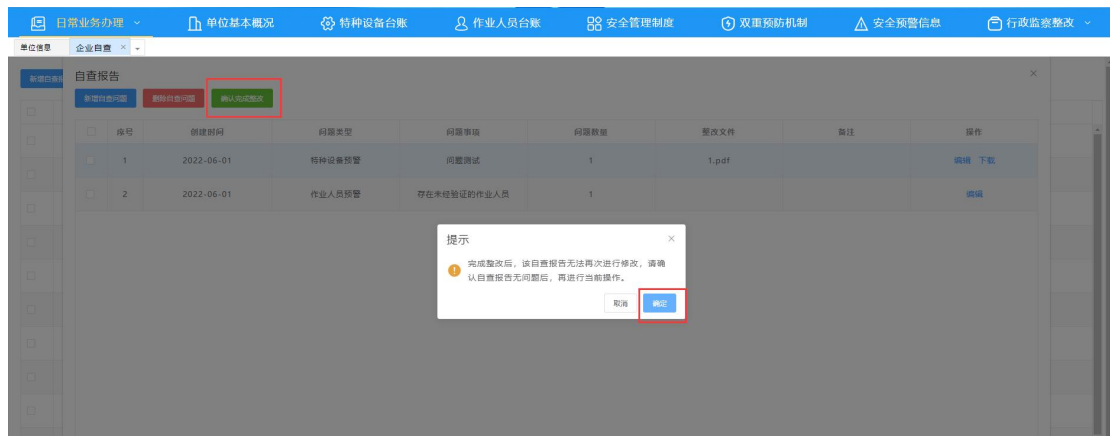 日常业务办理 单位基本概况 特种设备台账 作业人员台账 安全管理制度 双重预防机制 安全预警信息 行政监察整改
单位信息 企业自查 ×
自查报告 ×
新增自查问题 删除自查问题 确认完成整改
序号 创建时间 问题类型 问题事项 问题数量 整改文件 备注 操作
1 2022-06-01 特种设备预警 问题测试 1 1.pdf 编辑 下载
2 2022-06-01 作业人员预警 存在未经验证的作业人员 1 编辑
提示 ×
完成整改后，该自查报告无法再次进行修改，请确
认自查报告无问题后，再进行当前操作。
取消 确定